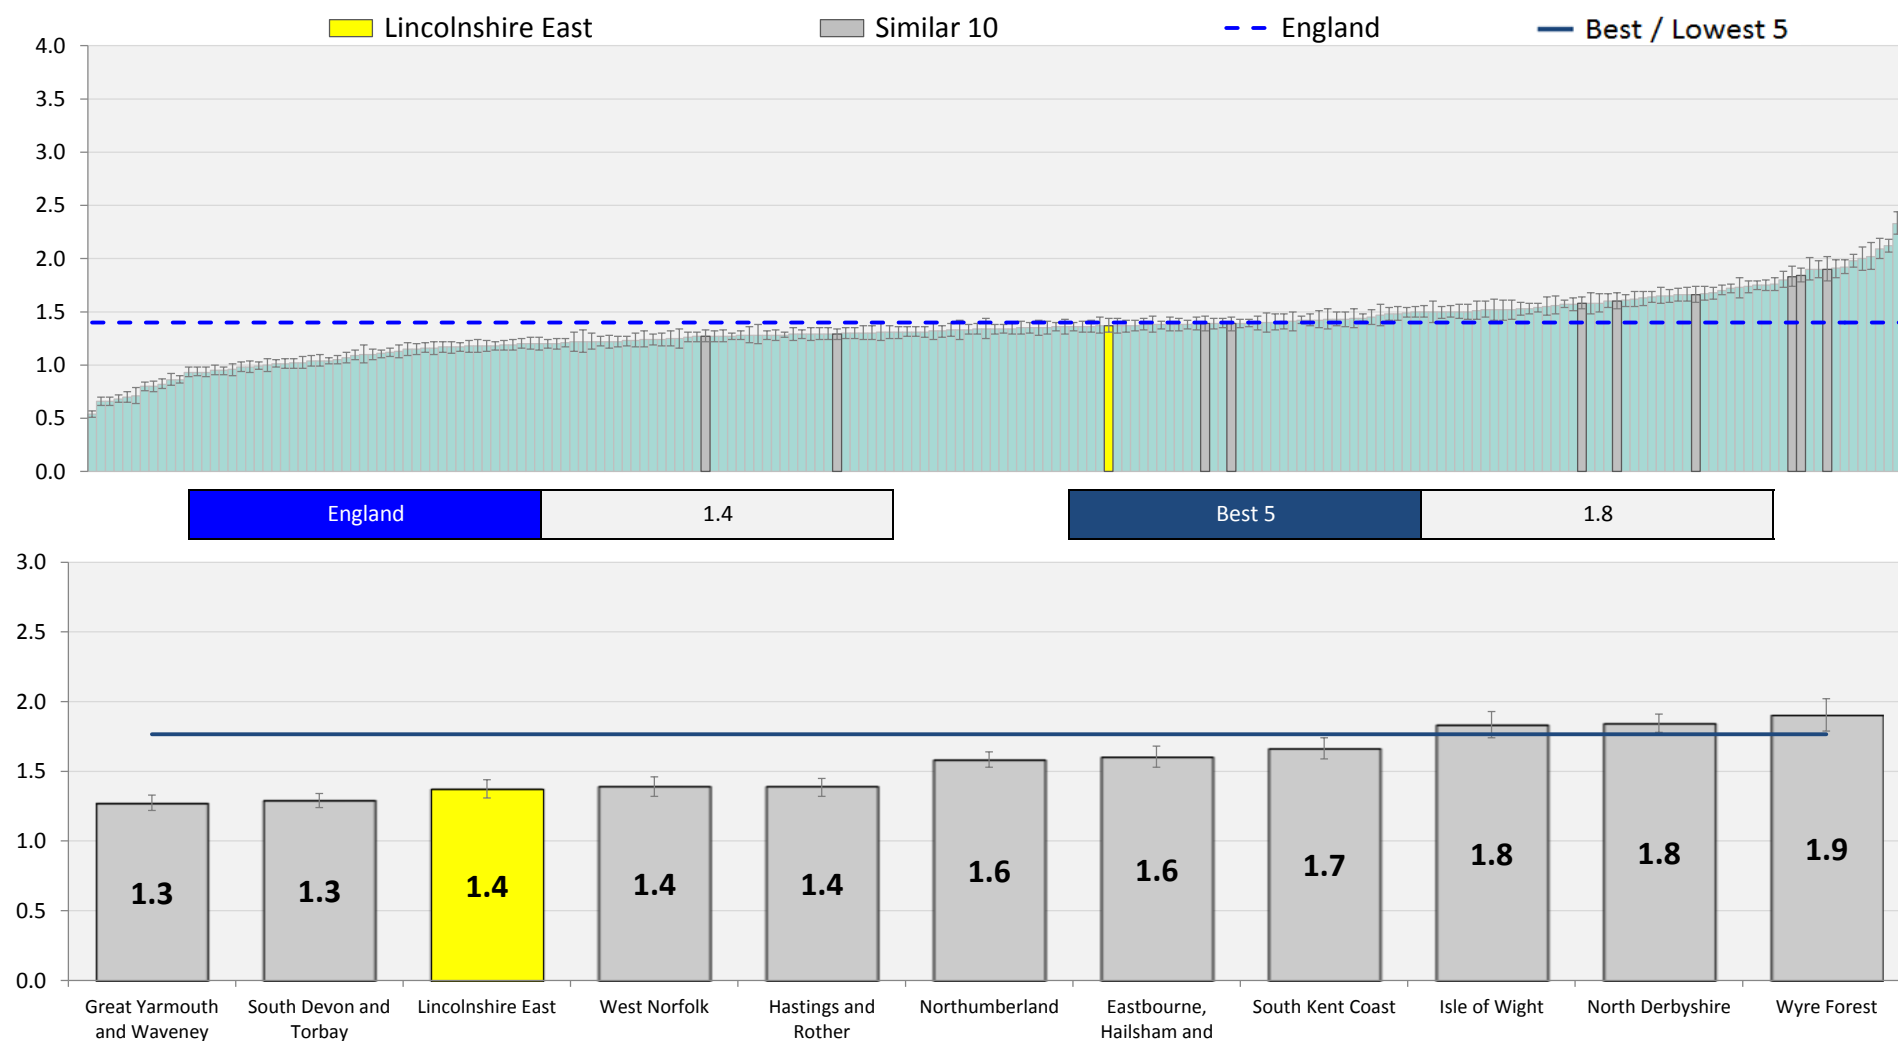 Lincolnshire East
Similar 10
England
Best / Lowest 5
4.0
3.5
3.0
2.5
2.0
1.5
1.0
0.5
0.0
England 1.4 Best 5 1.8
3.0
2.5
2.0
1.5
1.0
0.5
0.0
1.3 1.3 1.4 1.4 1.4 1.6 1.6 1.7 1.8 1.8 1.9
Great Yarmouth
and Waveney
South Devon and
Torbay
Lincolnshire East
West Norfolk
Hastings and
Rother
Northumberland
Eastbourne,
Hailsham and
South Kent Coast
Isle of Wight
North Derbyshire
Wyre Forest